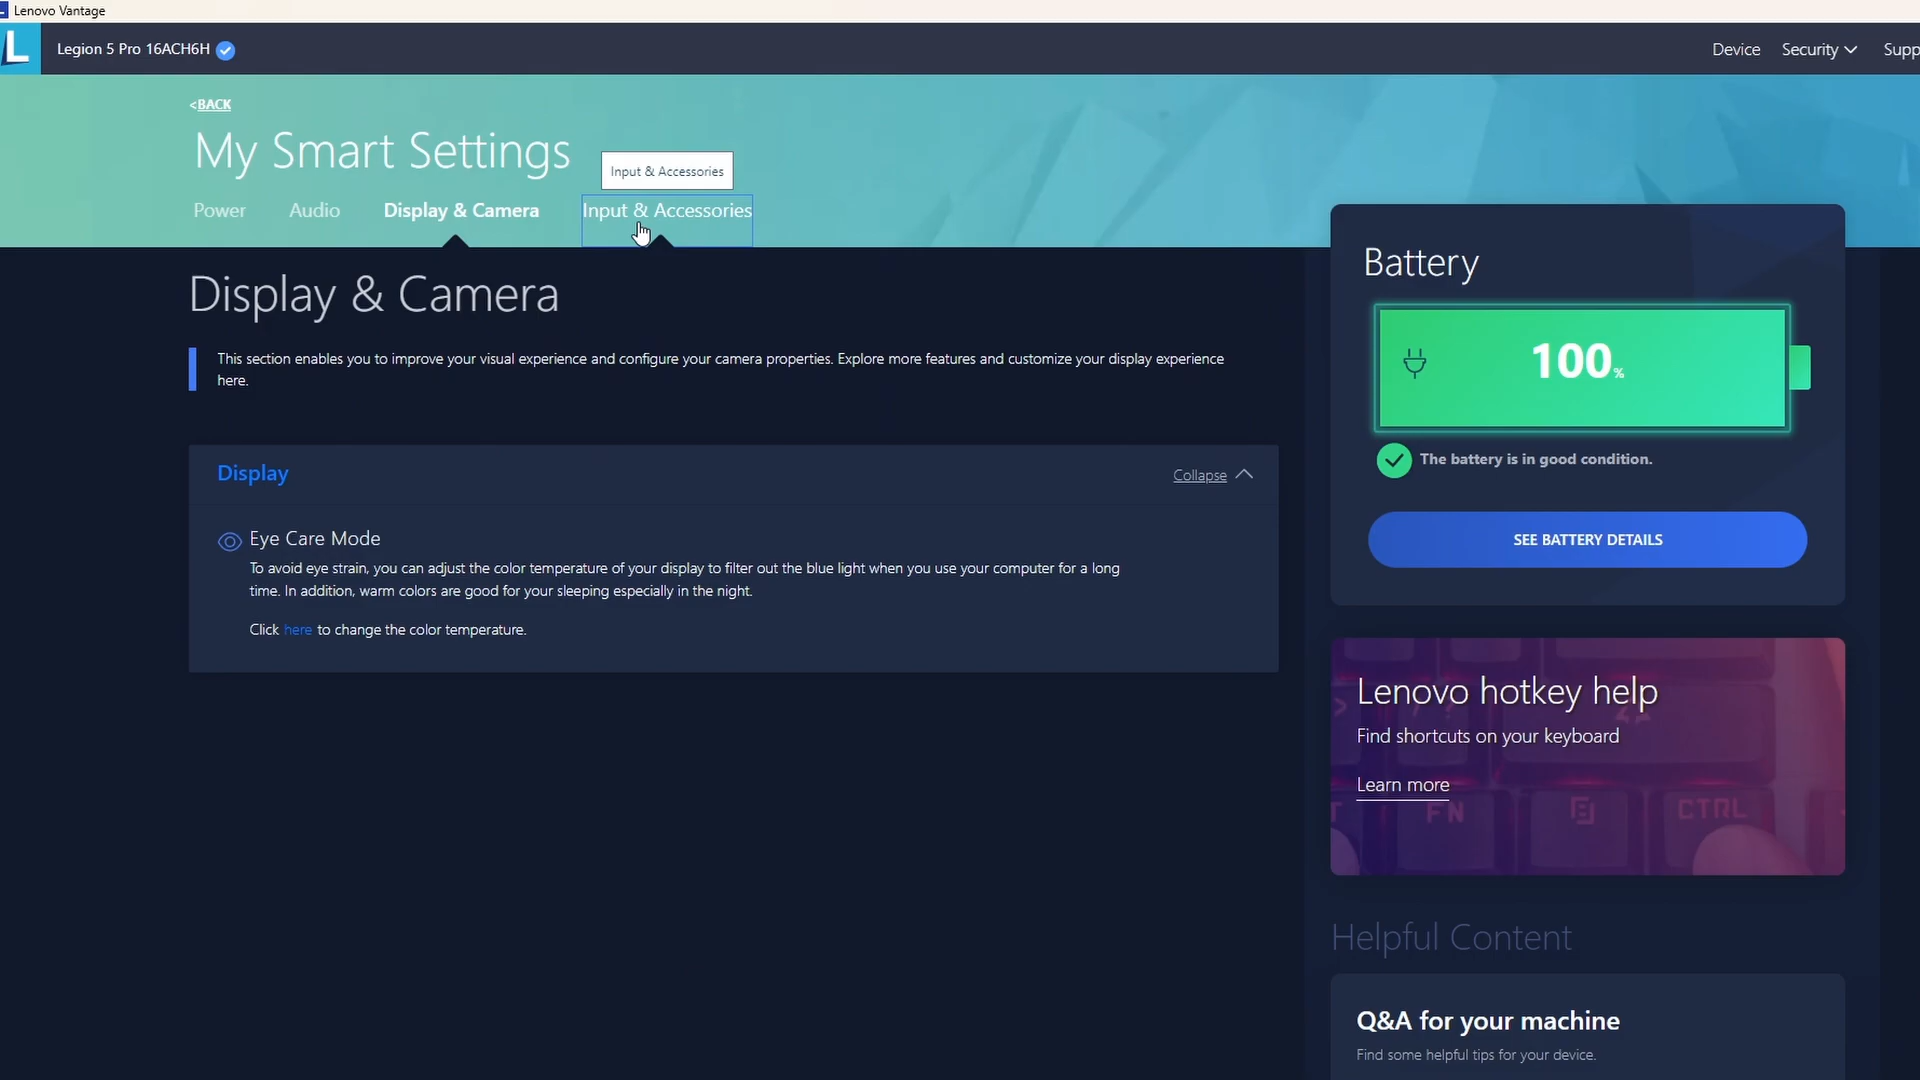 Lenovo Vantage
Legion 5 Pro 16ACH6H
Device
Security
Supp
<BACK
My Smart Settings
Input & Accessories
Power
Audio
Display & Camera
Input & Accessories
Display & Camera
This section enables you to improve your visual experience and configure your camera properties. Explore more features and customize your display experience
here.
Display
Collapse
Eye Care Mode
To avoid eye strain, you can adjust the color temperature of your display to filter out the blue light when you use your computer for a long
time. In addition, warm colors are good for your sleeping especially in the night.
Click here to change the color temperature.
Battery
100%
The battery is in good condition.
SEE BATTERY DETAILS
Lenovo hotkey help
Find shortcuts on your keyboard
Learn more
FN
CTRL
Helpful Content
Q&A for your machine
Find some helpful tips for your device.